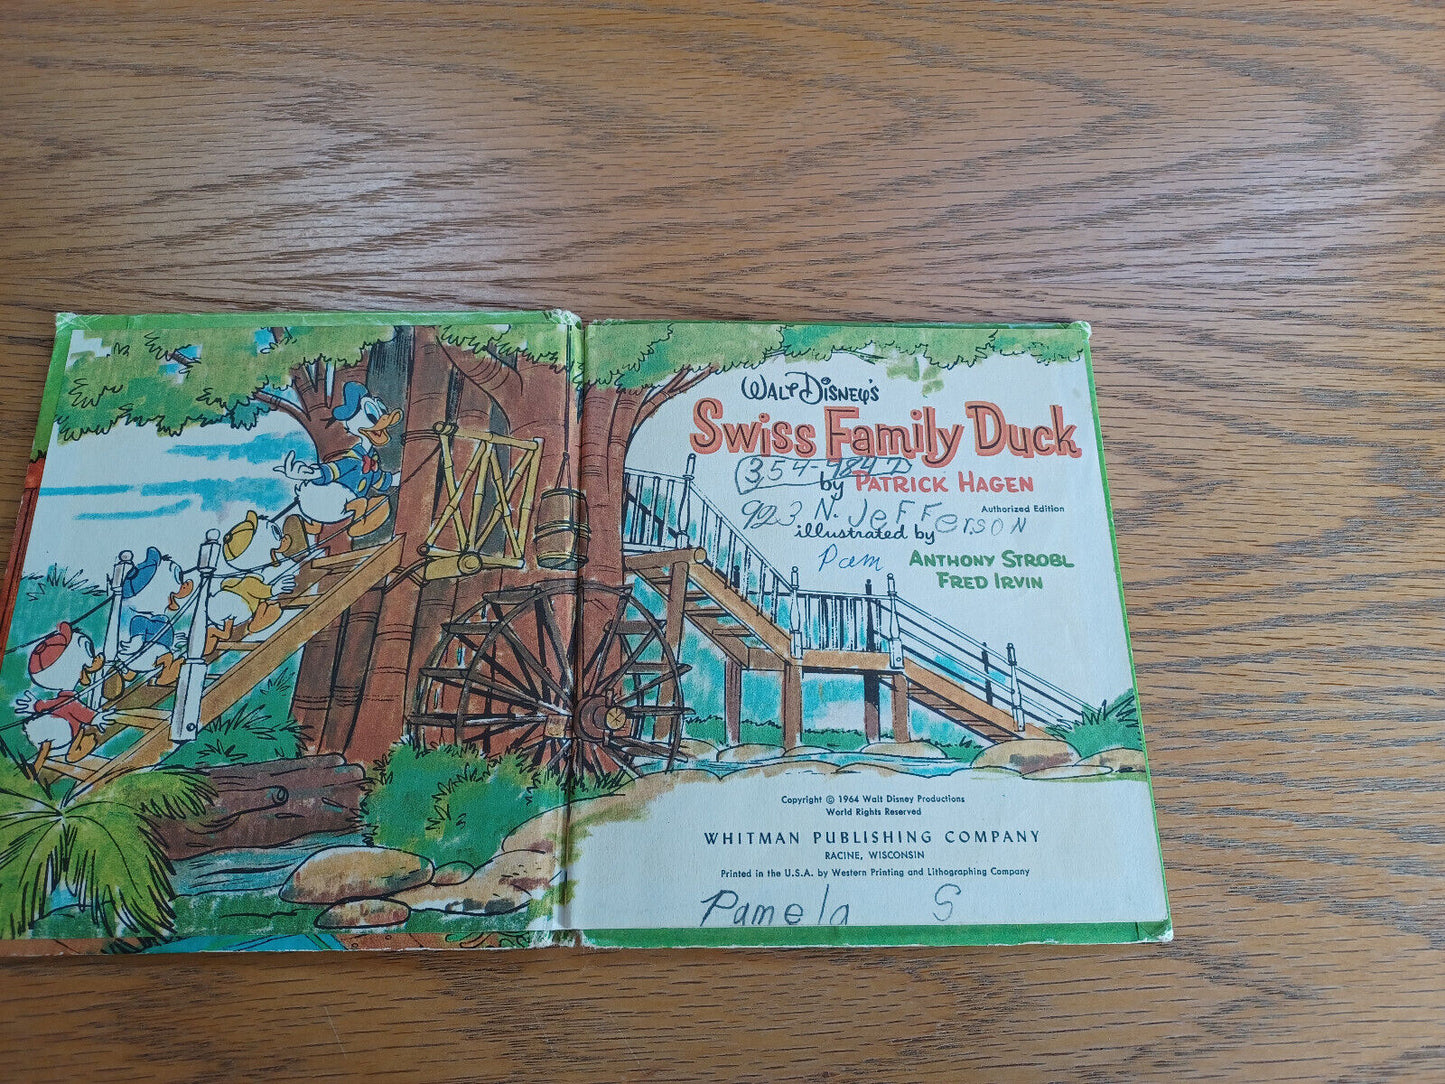 WALT DISNEY'S
Swiss Family Duck
354-9847
by PATRICK HAGEN
Authorized Edition
923 N. Jefferson
illustrated by
Pam
ANTHONY STROBL
FRED IRVIN
Copyright © 1964 Walt Disney Productions
World Rights Reserved
WHITMAN PUBLISHING COMPANY
RACINE, WISCONSIN
Printed in the U.S.A. by Western Printing and Lithographing Company
Pamela S